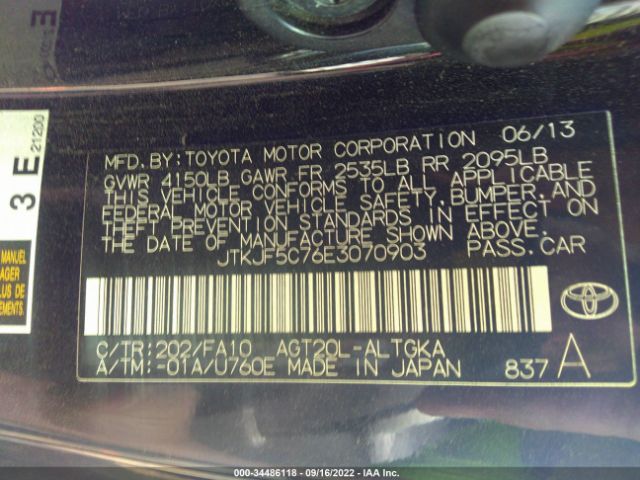 3 E
21200
MANUEL
MFD.BY:TOYOTA MOTOR CORPORATION 06/13
GVWR 4150LB GAWR FR 2535LB RR 2095LB
THIS VEHICLE CONFORMS TO ALL APPLICABLE
FEDERAL MOTOR VEHICLE SAFETY,BUMPER,AND
THEFT PREVENTION STANDARDS IN EFFECT ON
THE DATE OF MANUFACTURE SHOWN ABOVE.
JTKJF5C76E3070903 PASS.CAR
C/TR:202/FA10 AGT20L-ALTGKA
A/TM:-01A/U760E MADE IN JAPAN 837 A
000-34486118 - 09/16/2022 - IAA Inc.